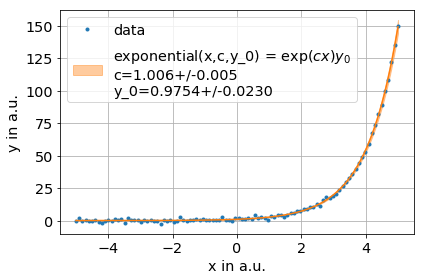 data
exponential(x,c,y_0) = exp(cx)y₀
c=1.006+/-0.005
y_0=0.9754+/-0.0230
150
125
100
75
50
25
0
y in a.u.
−4 −2 0 2 4
x in a.u.